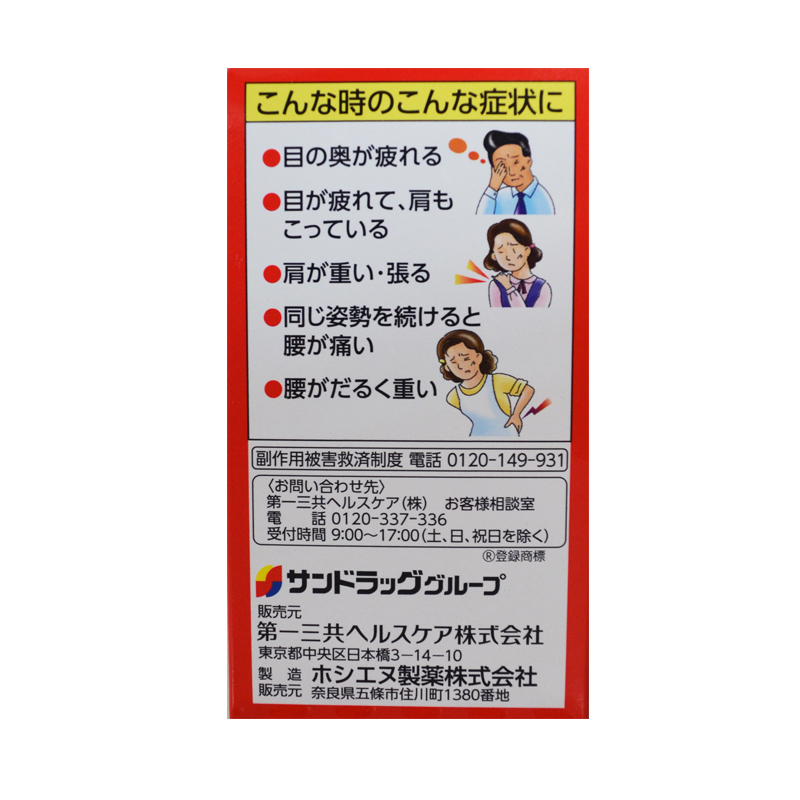 こんな時のこんな症状に
●目の奥が疲れる
●目が疲れて、肩も
こっている
●肩が重い・張る
●同じ姿勢を続けると
腰が痛い
●腰がだるく重い
副作用被害救済制度 電話 0120-149-931
〈お問い合わせ先〉
第一三共ヘルスケア(株) お客様相談室
電 話 0120-337-336
受付時間 9:00～17:00(土、日、祝日を除く)
®登録商標
サンドラッググループ
販売元
第一三共ヘルスケア株式会社
東京都中央区日本橋3-14-10
製 造
販売元 ホシエヌ製薬株式会社
奈良県五條市住川町1380番地